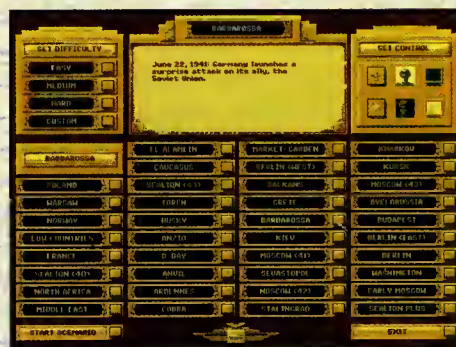 BARBAROSSA
SET DIFFICULTY
EASY
MEDIUM
HARD
CUSTOM
June 22, 1941: Germany launches a
surprise attack on its ally, the
Soviet Union.
SET CONTROL
BARBAROSSA
POLAND
WARSAW
NORWAY
LOW COUNTRIES
FRANCE
SEALION (40)
NORTH AFRICA
MIDDLE EAST
EL ALAMEIN
CAUCASUS
SEALION (43)
TORCH
HUSKY
ANZIO
D-DAY
ANVIL
ARDENNES
COBRA
MARKET-GARDEN
BERLIN (WEST)
BALKANS
CRETE
BARBAROSSA
KIEV
MOSCOW (41)
SEVASTOPOL
MOSCOW (42)
STALINGRAD
KHARKOV
KURSK
MOSCOW (43)
BYELORUSSIA
BUDAPEST
BERLIN (EAST)
BERLIN
WASHINGTON
EARLY MOSCOW
SEALION PLUS
START SCENARIO
EXIT